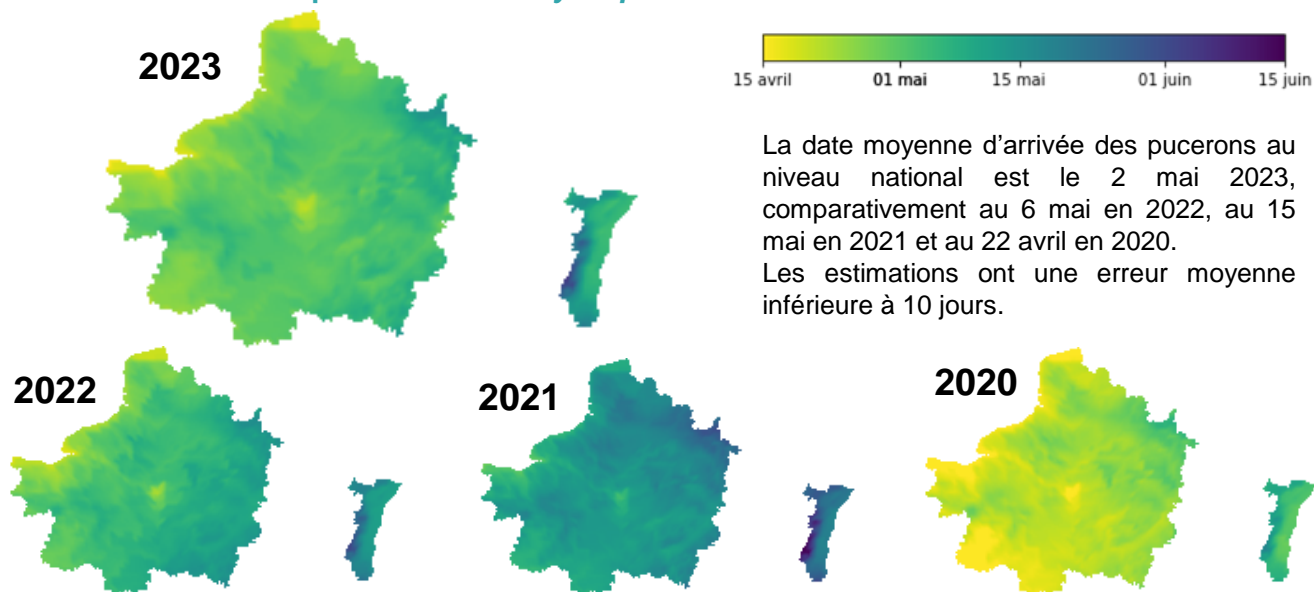 2023
15 avril 01 mai 15 mai 01 juin 15 juin
La date moyenne d'arrivée des pucerons au
niveau national est le 2 mai 2023,
comparativement au 6 mai en 2022, au 15
mai en 2021 et au 22 avril en 2020.
Les estimations ont une erreur moyenne
inférieure à 10 jours.
2022
2021
2020